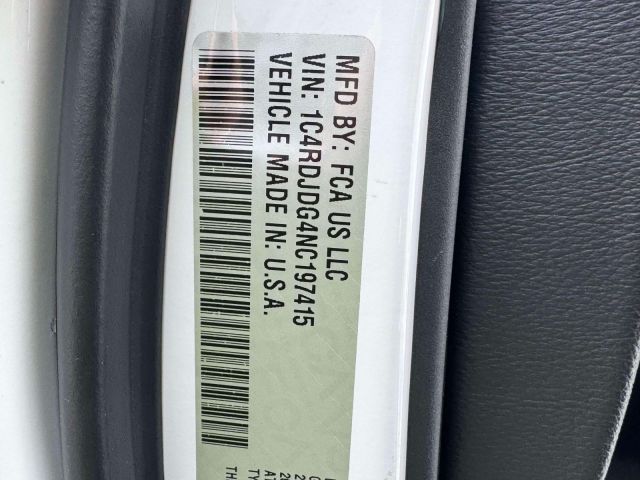 MFD BY: FCA US LLC
VIN: 1C4RDJDG4NC197415
VEHICLE MADE IN: U.S.A.